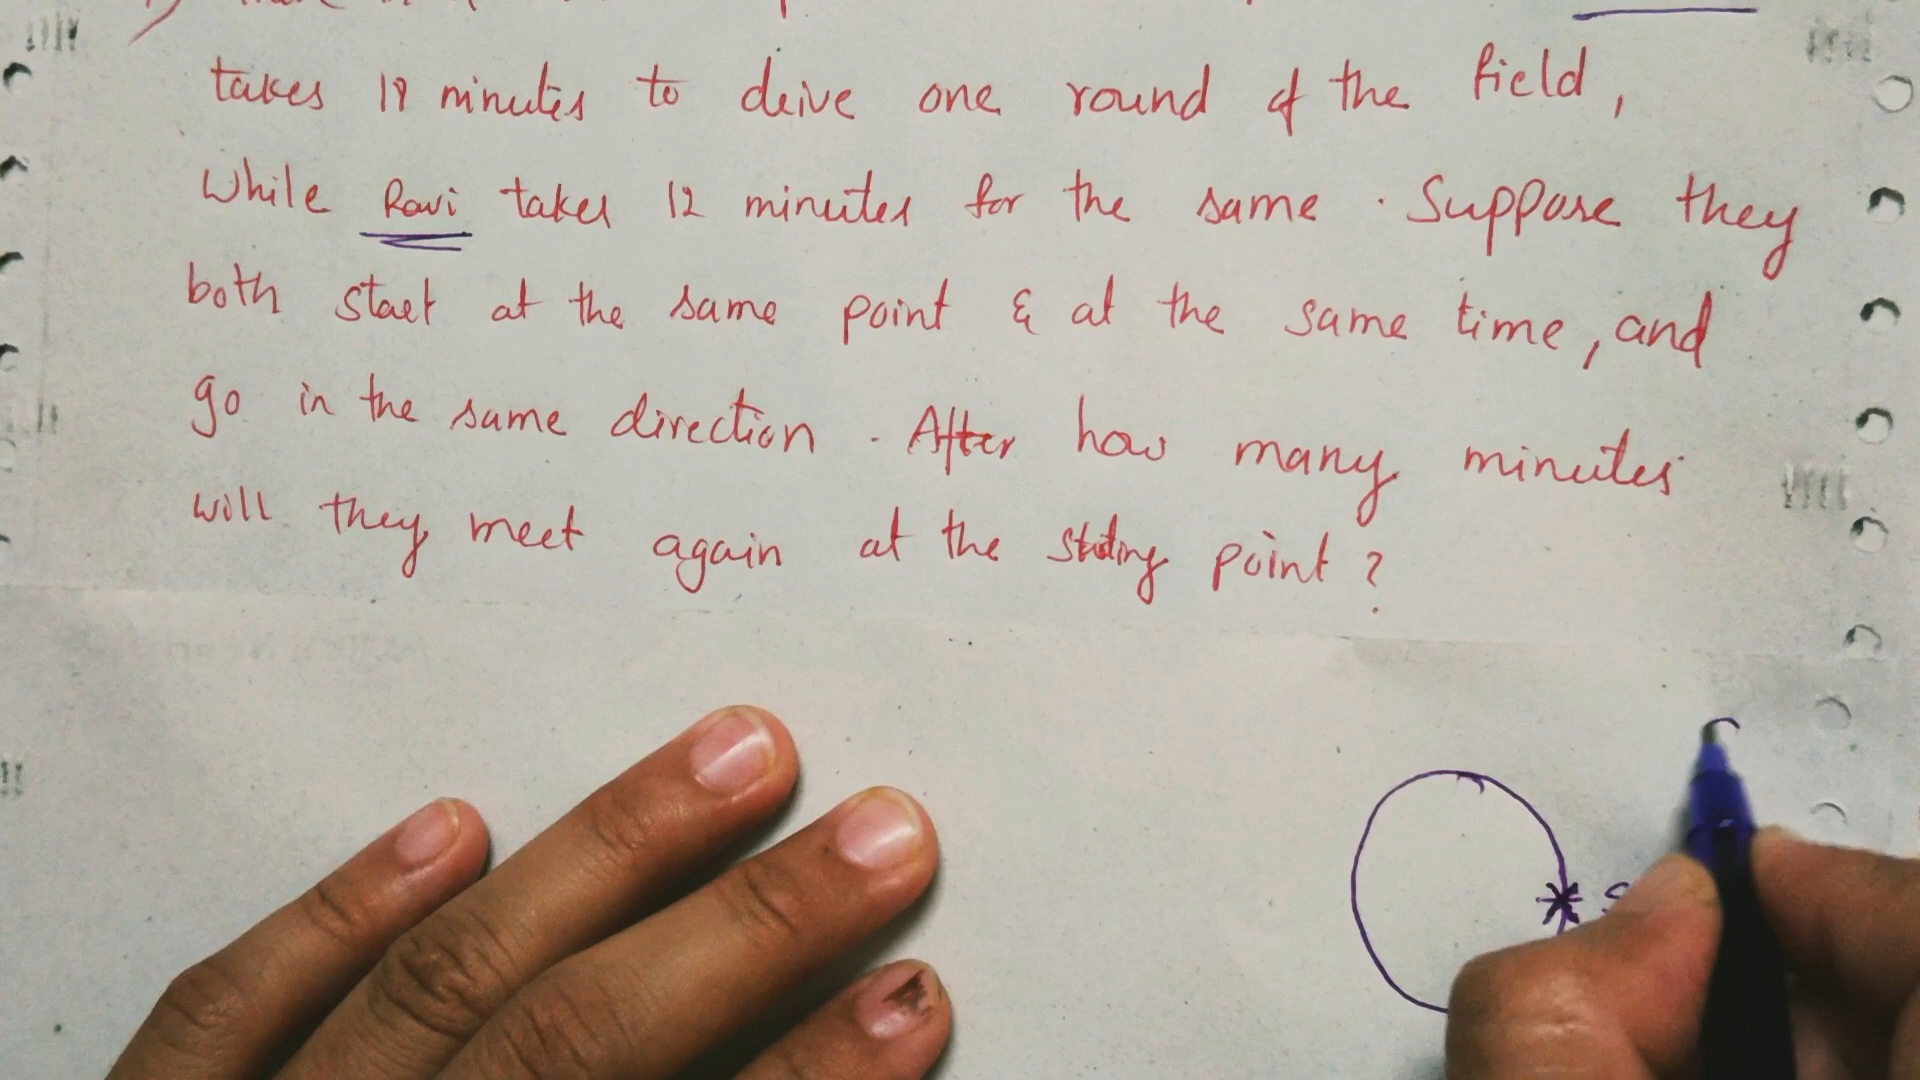 takes 18 minutes to drive one round of the field,
While Ravi takes 12 minutes for the same. Suppose they
both start at the same point & at the same time, and
go in the same direction. After how many minutes
will they meet again at the starting point?
S